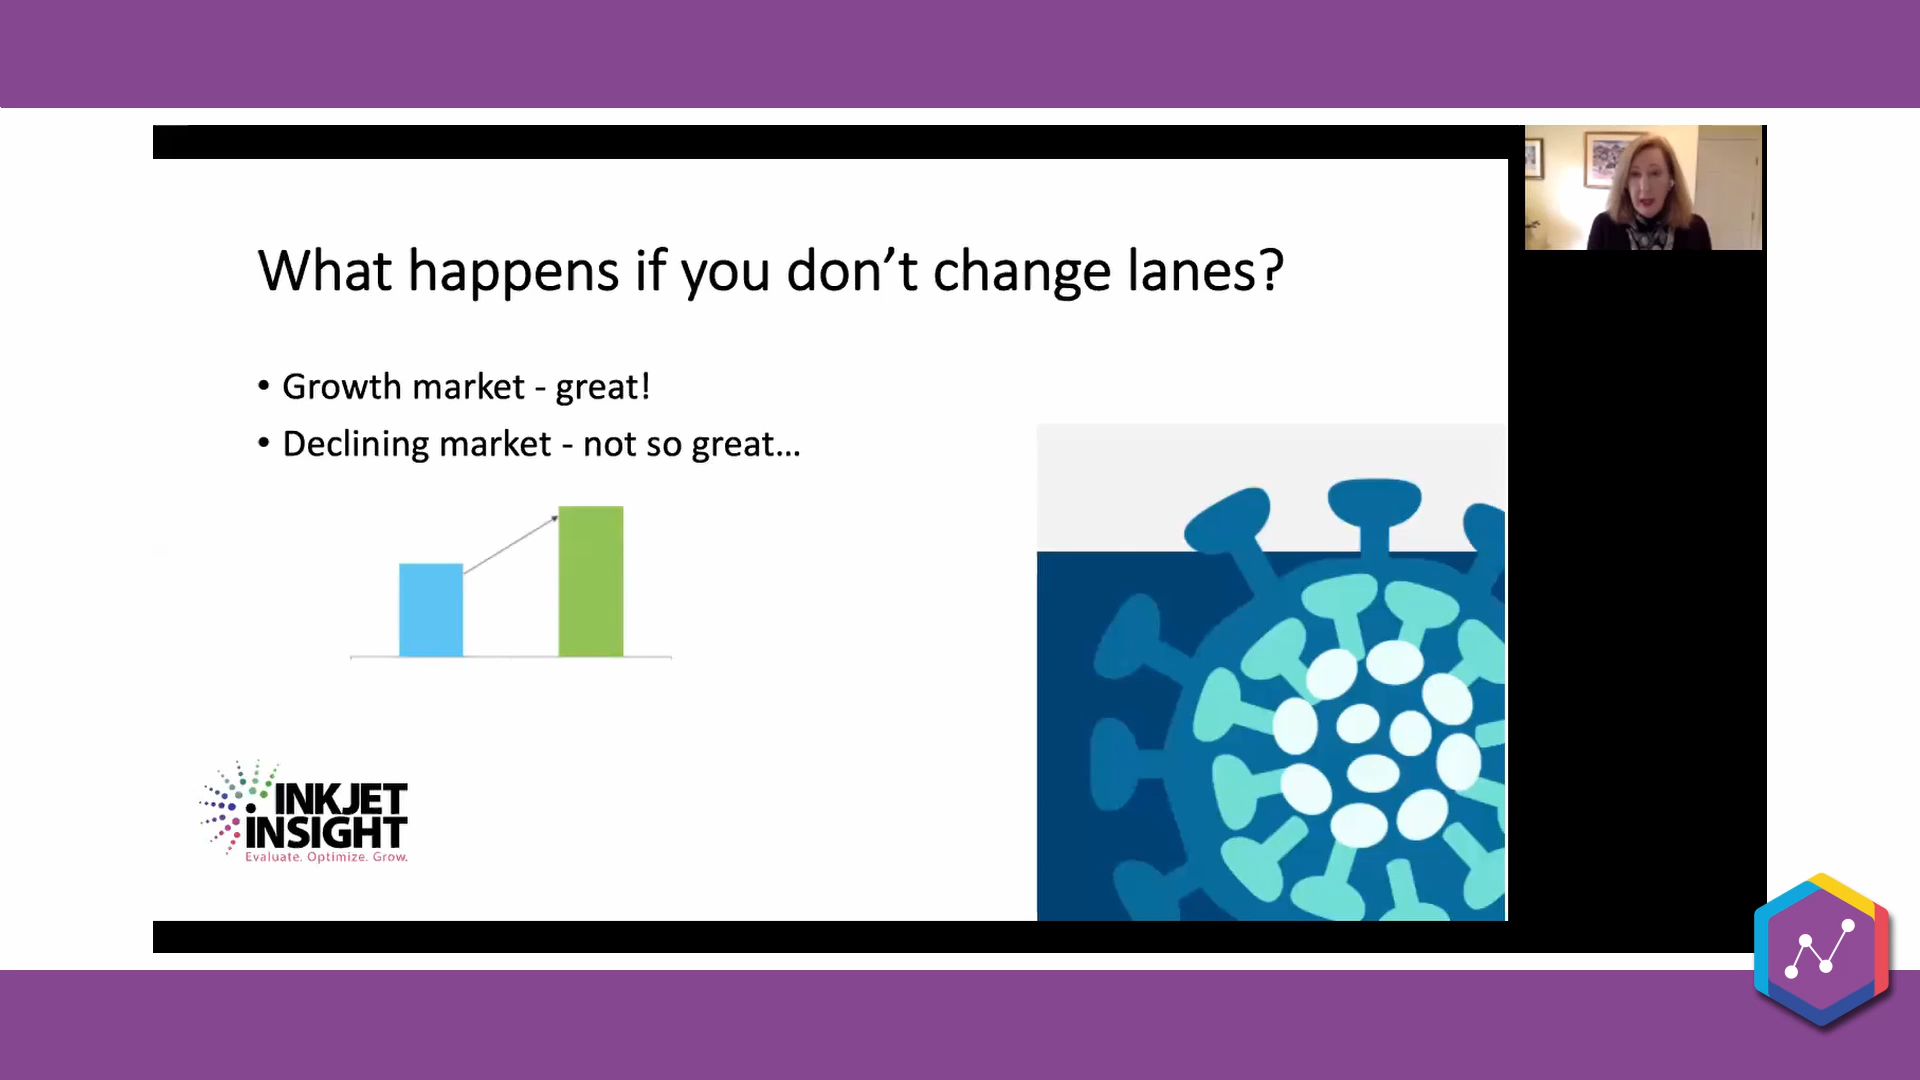 What happens if you don’t change lanes?
• Growth market - great!
• Declining market - not so great...
INKJET
INSIGHT
Evaluate. Optimize. Grow.